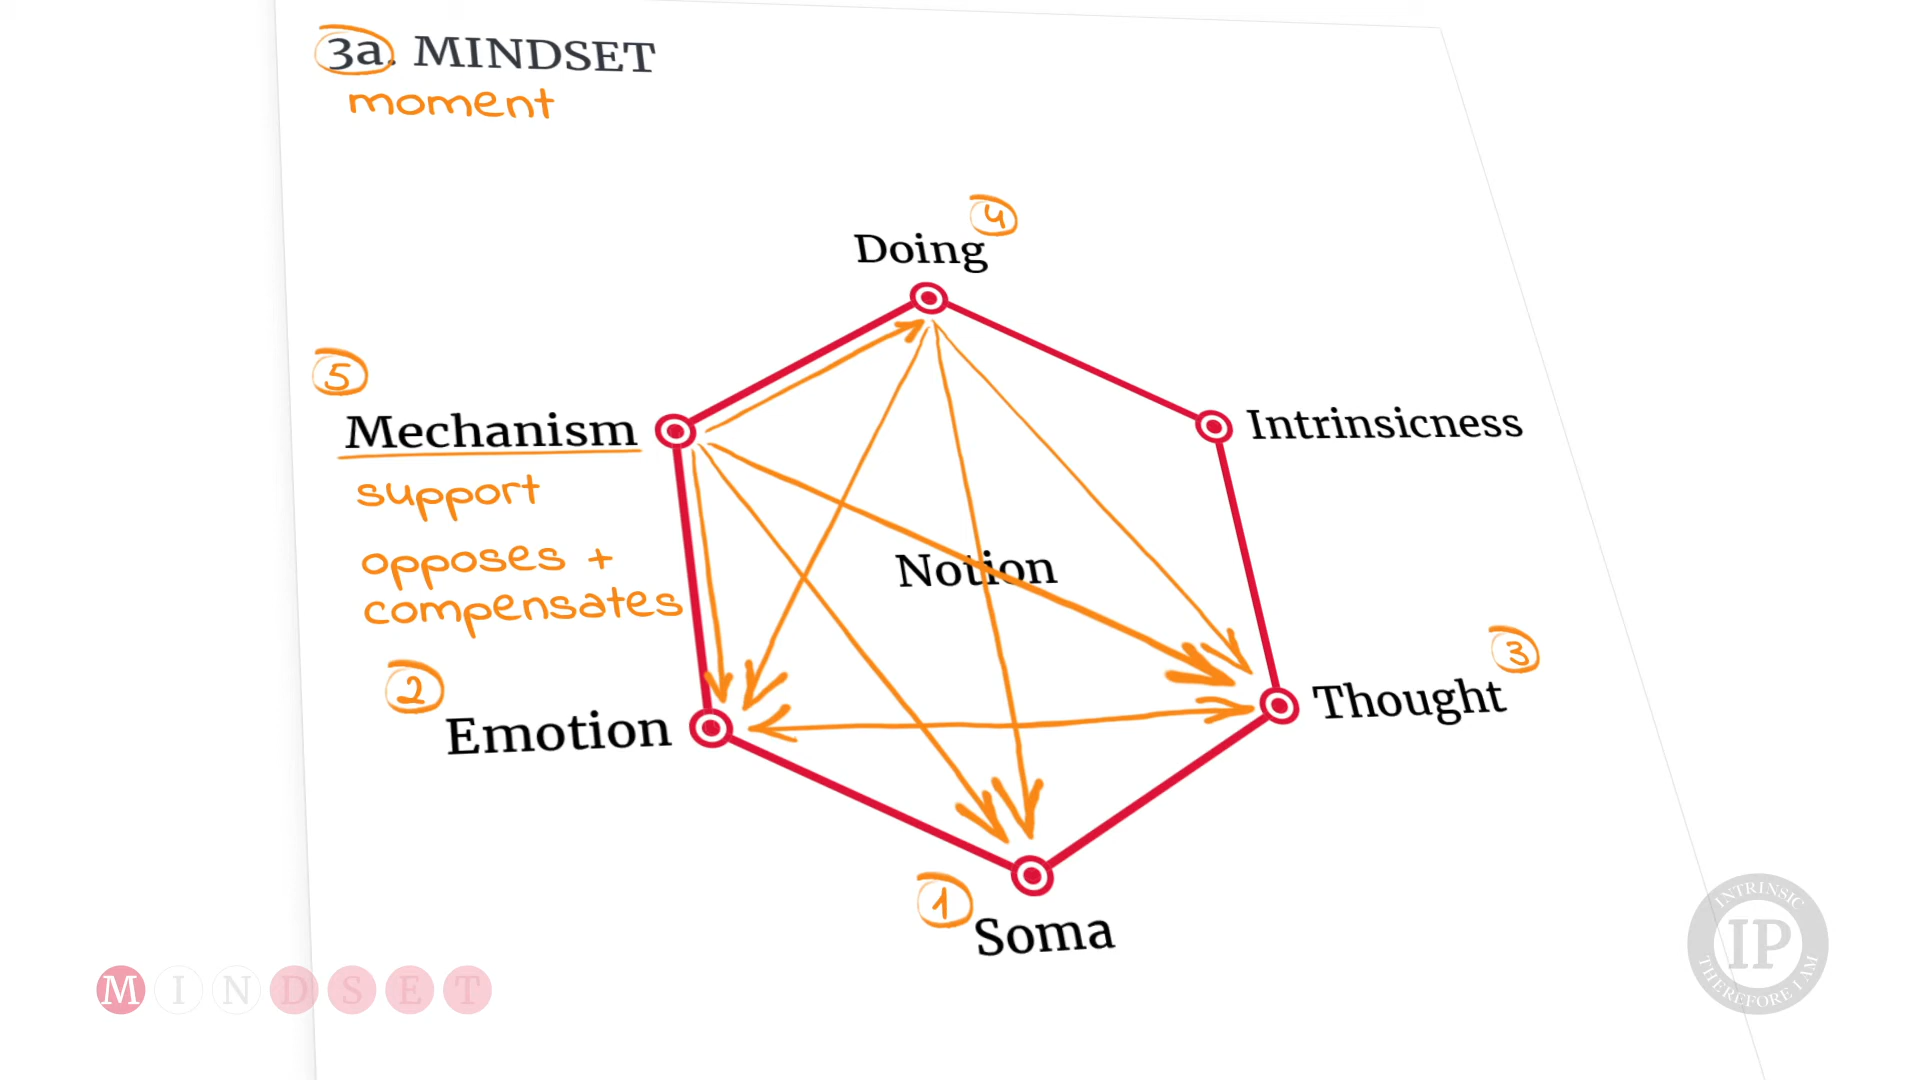 3a. MINDSET
moment
4
Doing
5
Mechanism
Intrinsicness
support
opposes +
compensates
Notion
2
Emotion
3
Thought
1
Soma
MINDSET
INTRINSIC
IP
THEREFORE I AM